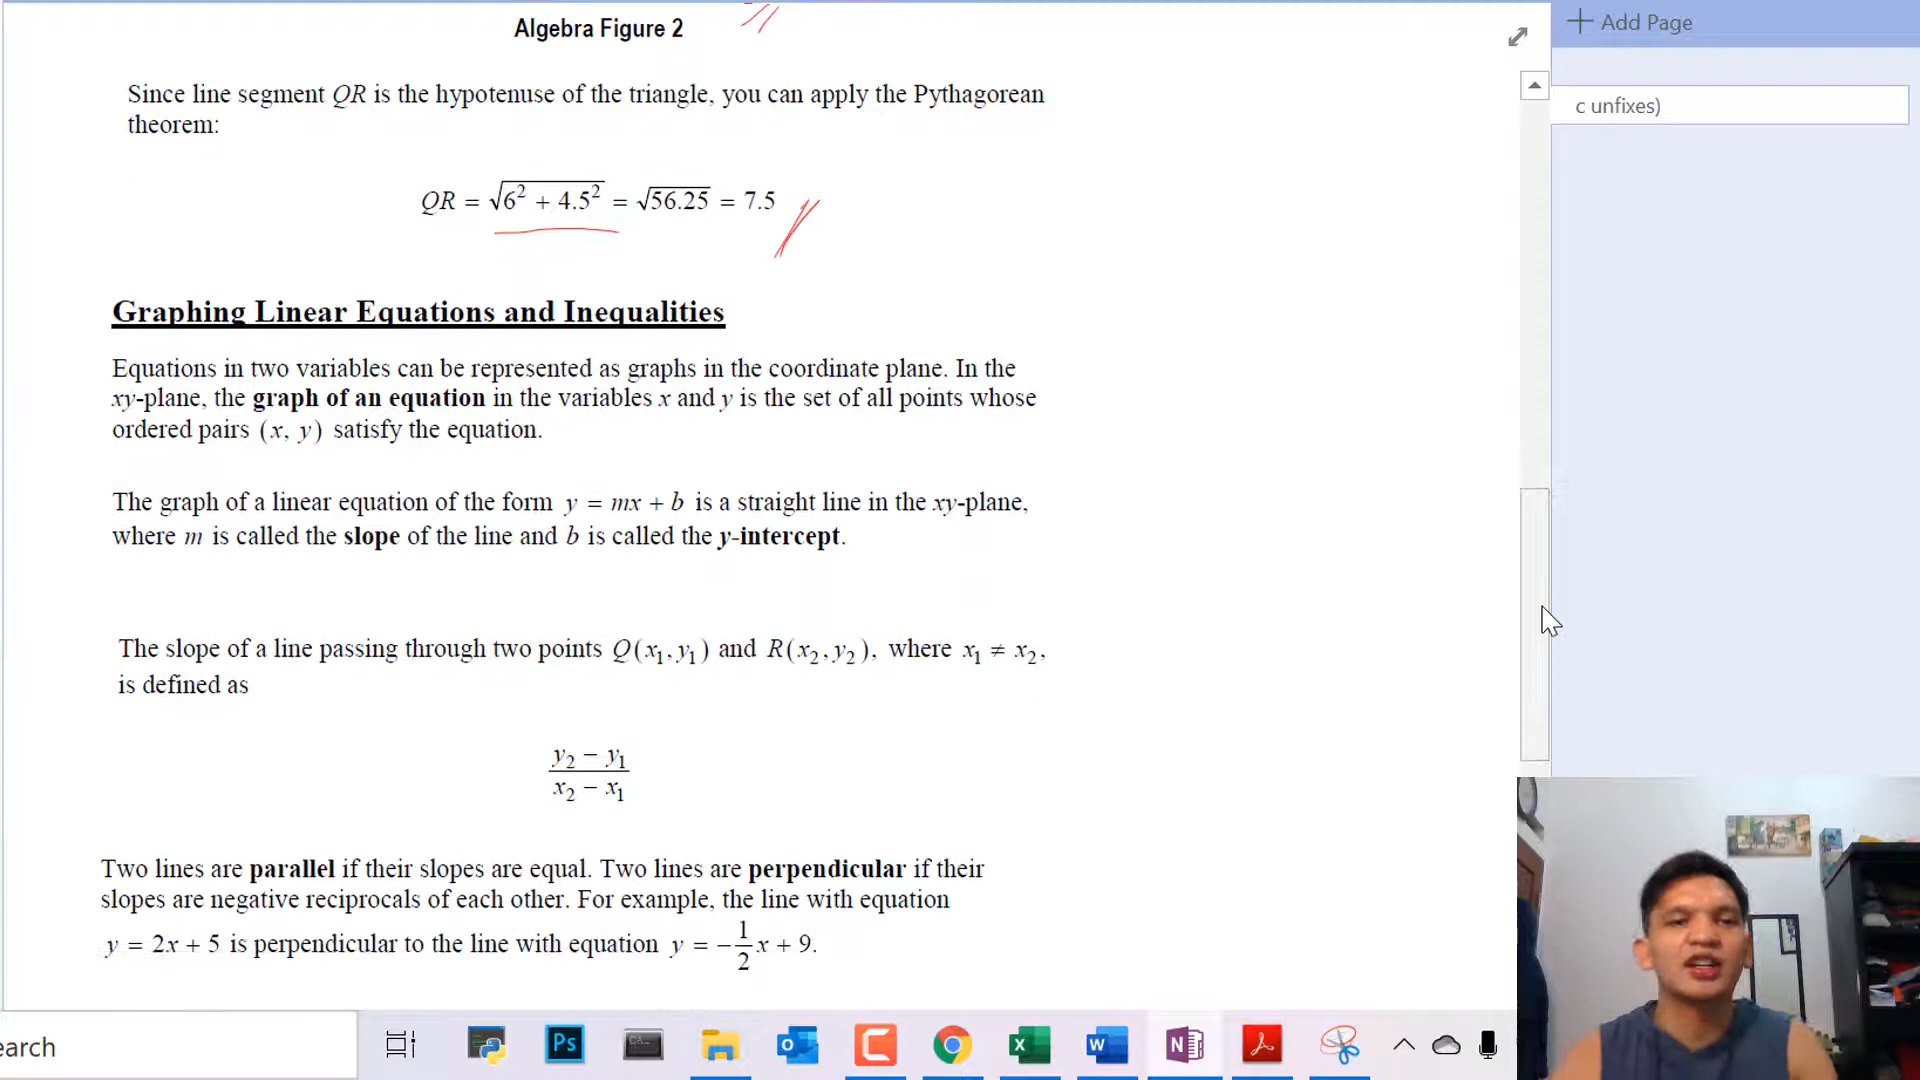 Algebra Figure 2
Add Page
c unfixes)
Since line segment QR is the hypotenuse of the triangle, you can apply the Pythagorean
theorem:
QR = √(6² + 4.5²) = √56.25 = 7.5
Graphing Linear Equations and Inequalities
Equations in two variables can be represented as graphs in the coordinate plane. In the
xy-plane, the graph of an equation in the variables x and y is the set of all points whose
ordered pairs (x, y) satisfy the equation.
The graph of a linear equation of the form y = mx + b is a straight line in the xy-plane,
where m is called the slope of the line and b is called the y-intercept.
The slope of a line passing through two points Q(x₁, y₁) and R(x₂, y₂), where x₁ ≠ x₂,
is defined as
y₂ − y₁
x₂ − x₁
Two lines are parallel if their slopes are equal. Two lines are perpendicular if their
slopes are negative reciprocals of each other. For example, the line with equation
y = 2x + 5 is perpendicular to the line with equation y = −1/2 x + 9.
earch
Ps